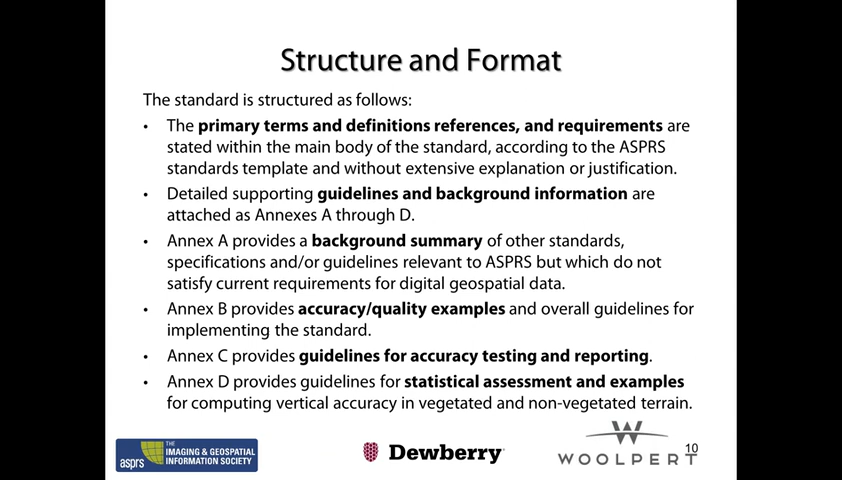 Structure and Format
The standard is structured as follows:
• The primary terms and definitions references, and requirements are
stated within the main body of the standard, according to the ASPRS
standards template and without extensive explanation or justification.
• Detailed supporting guidelines and background information are
attached as Annexes A through D.
• Annex A provides a background summary of other standards,
specifications and/or guidelines relevant to ASPRS but which do not
satisfy current requirements for digital geospatial data.
• Annex B provides accuracy/quality examples and overall guidelines for
implementing the standard.
• Annex C provides guidelines for accuracy testing and reporting.
• Annex D provides guidelines for statistical assessment and examples
for computing vertical accuracy in vegetated and non-vegetated terrain.
asprs
THE
IMAGING & GEOSPATIAL
INFORMATION SOCIETY
Dewberry
WOOLPERT
10